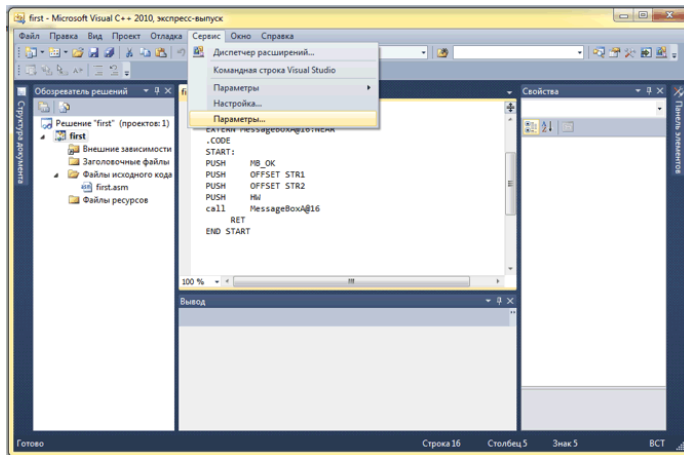 first - Microsoft Visual C++ 2010, экспресс-выпуск
Файл Правка Вид Проект Отладка Сервис Окно Справка
Диспетчер расширений...
Командная строка Visual Studio
Параметры
Настройка...
Параметры...
Структура документа
Обозреватель решений
Решение "first" (проектов: 1)
first
Внешние зависимости
Заголовочные файлы
Файлы исходного кода
first.asm
Файлы ресурсов
EXTERN MessageBoxA@16:NEAR
.CODE
START:
PUSH MB_OK
PUSH OFFSET STR1
PUSH OFFSET STR2
PUSH HW
call MessageBoxA@16
RET
END START
100 %
Вывод
Свойства
Панель элементов
Готово Строка 16 Столбец 5 Знак 5 ВСТ